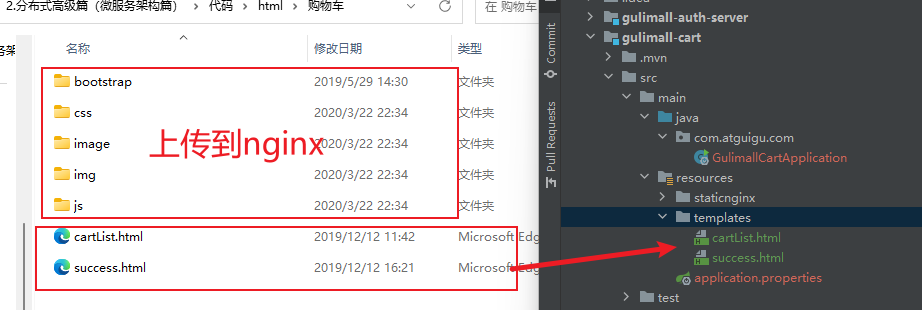 2.分布式高级篇（微服务架构篇） 代码 html 购物车
在 购物车
名称 修改日期 类型
bootstrap 2019/5/29 14:30 文件夹
css 2020/3/22 22:34 文件夹
image 2020/3/22 22:34 文件夹
img 2020/3/22 22:34 文件夹
js 2020/3/22 22:34 文件夹
上传到nginx
cartList.html 2019/12/12 11:42 Microsoft Edg
success.html 2019/12/12 16:21 Microsoft Ed
Commit
Pull Requests
gulimall-auth-server
gulimall-cart
.mvn
src
main
java
com.atguigu.com
GulimallCartApplication
resources
staticnginx
templates
cartList.html
success.html
application.properties
test